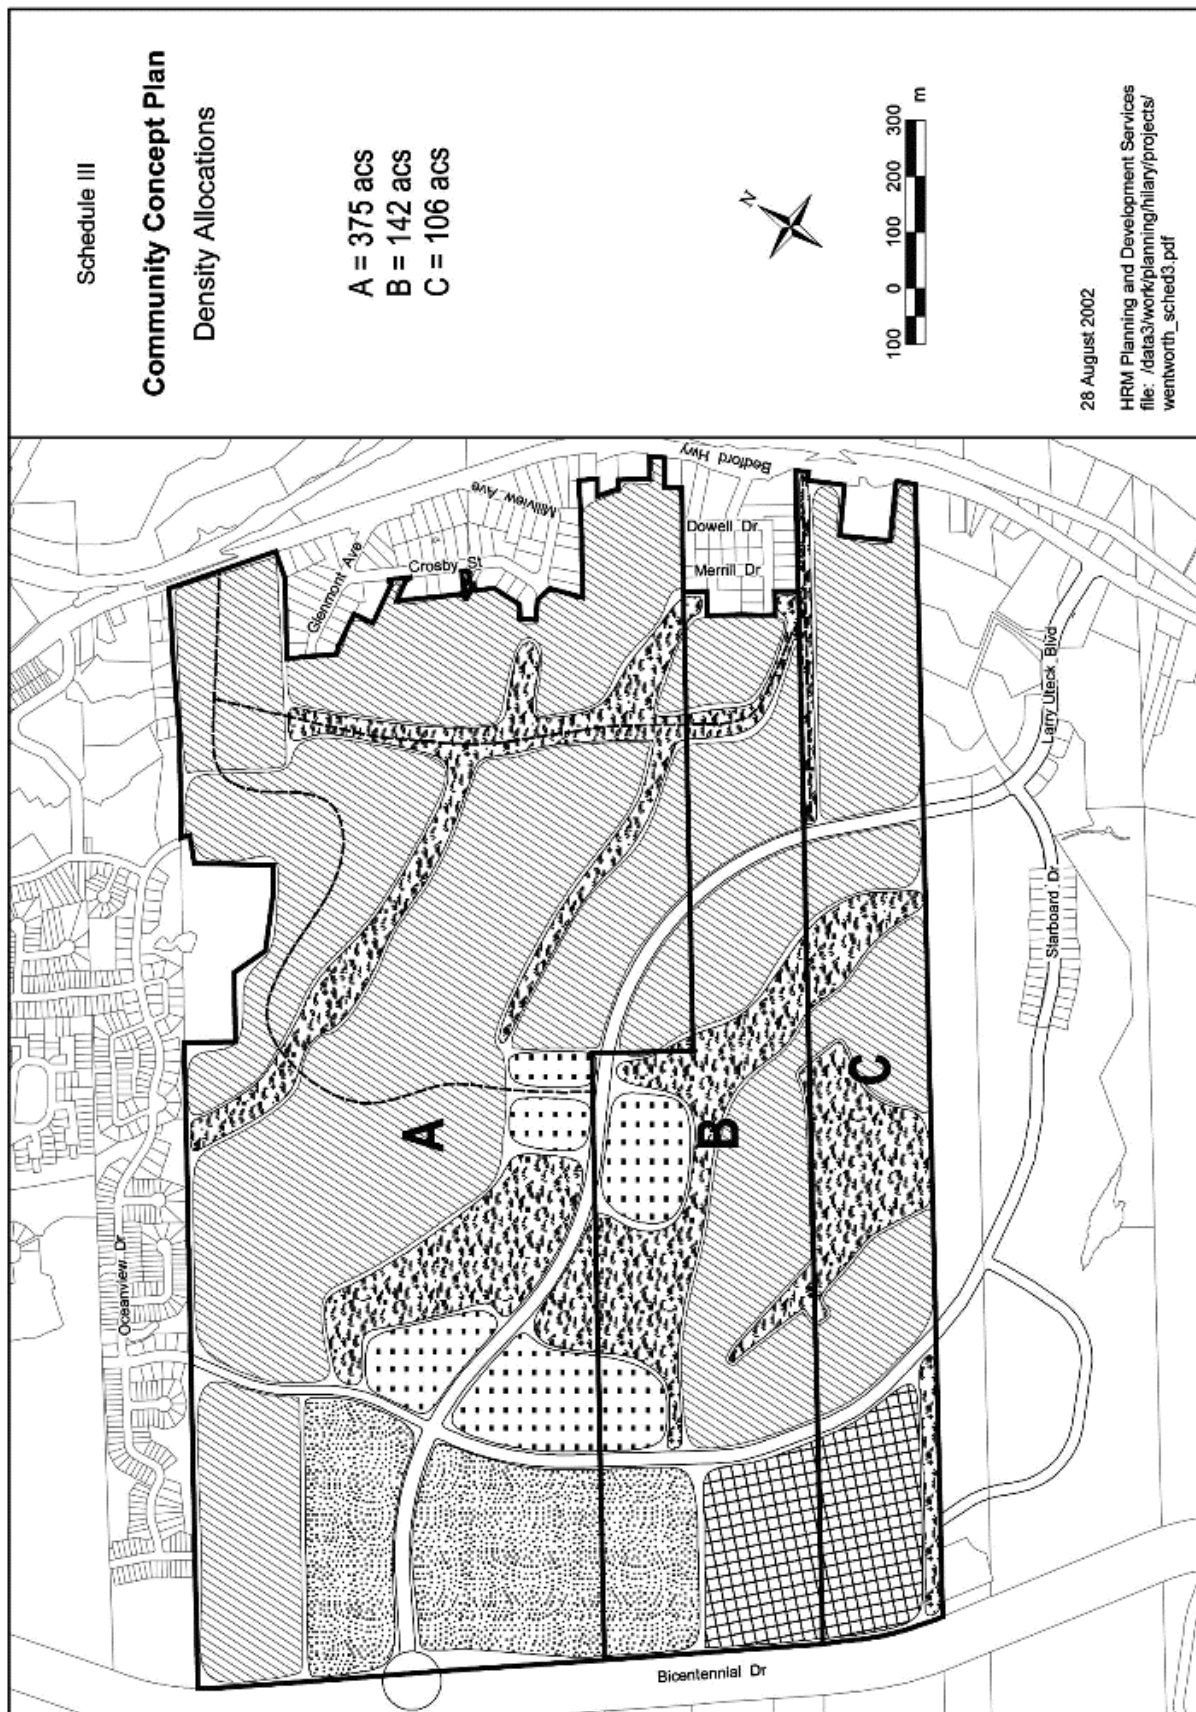 Schedule III
Community Concept Plan
Density Allocations
A = 375 acs
B = 142 acs
C = 106 acs
N
100 0 100 200 300 m
28 August 2002
HRM Planning and Development Services
file: /data3/work/planning/hilary/projects/
wentworth_sched3.pdf
Bedford Hwy
Millview Ave
Glenmont Ave
Crosby St
Dowell Dr
Merrill Dr
Larry Uteck Blvd
Starboard Dr
Oceanview Dr
A
B
C
Bicentennial Dr